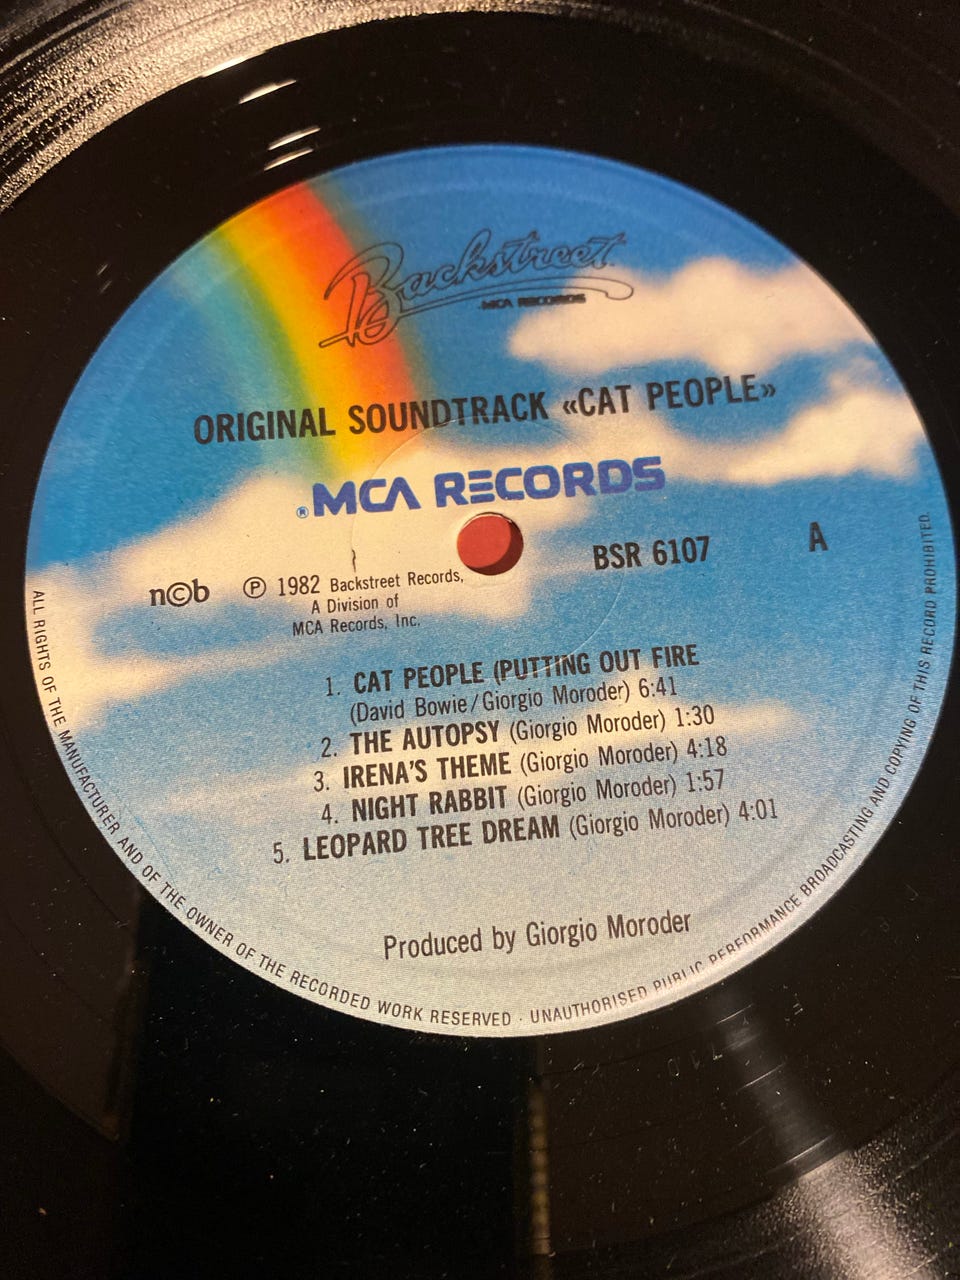 Backstreet
MCA RECORDS
ORIGINAL SOUNDTRACK «CAT PEOPLE»
®MCA RECORDS
BSR 6107 A
n©b ℗ 1982 Backstreet Records,
A Division of
MCA Records, Inc.
1. CAT PEOPLE (PUTTING OUT FIRE
(David Bowie/Giorgio Moroder) 6:41
2. THE AUTOPSY (Giorgio Moroder) 1:30
3. IRENA'S THEME (Giorgio Moroder) 4:18
4. NIGHT RABBIT (Giorgio Moroder) 1:57
5. LEOPARD TREE DREAM (Giorgio Moroder) 4:01
Produced by Giorgio Moroder
ALL RIGHTS OF THE MANUFACTURER AND OF THE OWNER OF THE RECORDED WORK RESERVED · UNAUTHORISED PUBLIC PERFORMANCE BROADCASTING AND COPYING OF THIS RECORD PROHIBITED.